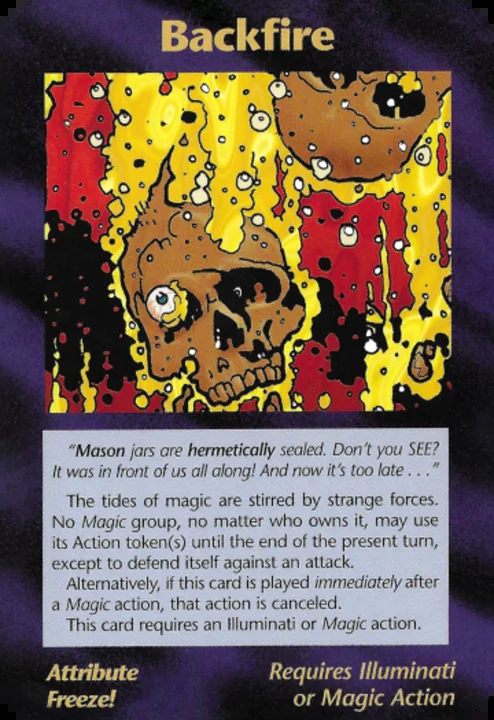 Backfire
"Mason jars are hermetically sealed. Don't you SEE?
It was in front of us all along! And now it's too late . . ."
The tides of magic are stirred by strange forces.
No Magic group, no matter who owns it, may use
its Action token(s) until the end of the present turn,
except to defend itself against an attack.
Alternatively, if this card is played immediately after
a Magic action, that action is canceled.
This card requires an Illuminati or Magic action.
Attribute
Freeze!
Requires Illuminati
or Magic Action